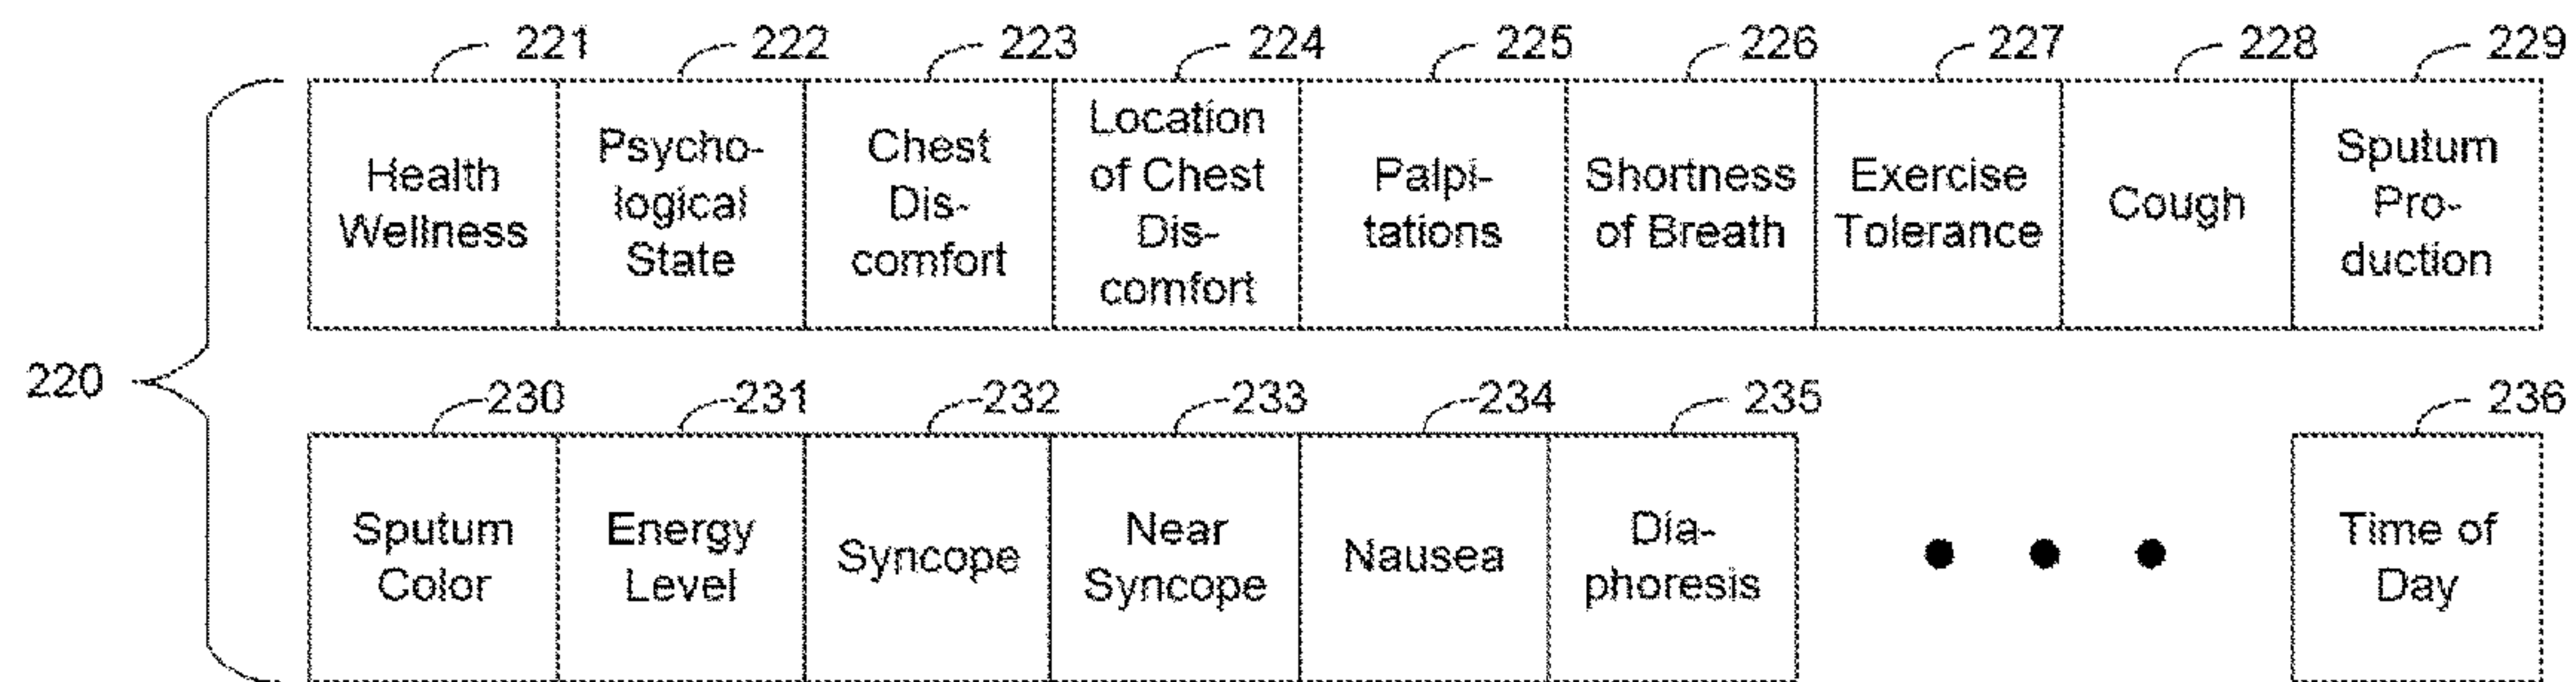 221 222 223 224 225 226 227 228 229
Health
Wellness
Psycho-
logical
State
Chest
Dis-
comfort
Location
of Chest
Dis-
comfort
Palpi-
tations
Shortness
of Breath
Exercise
Tolerance
Cough
Sputum
Pro-
duction
220
230 231 232 233 234 235 236
Sputum
Color
Energy
Level
Syncope
Near
Syncope
Nausea
Dia-
phoresis
• • •
Time of
Day